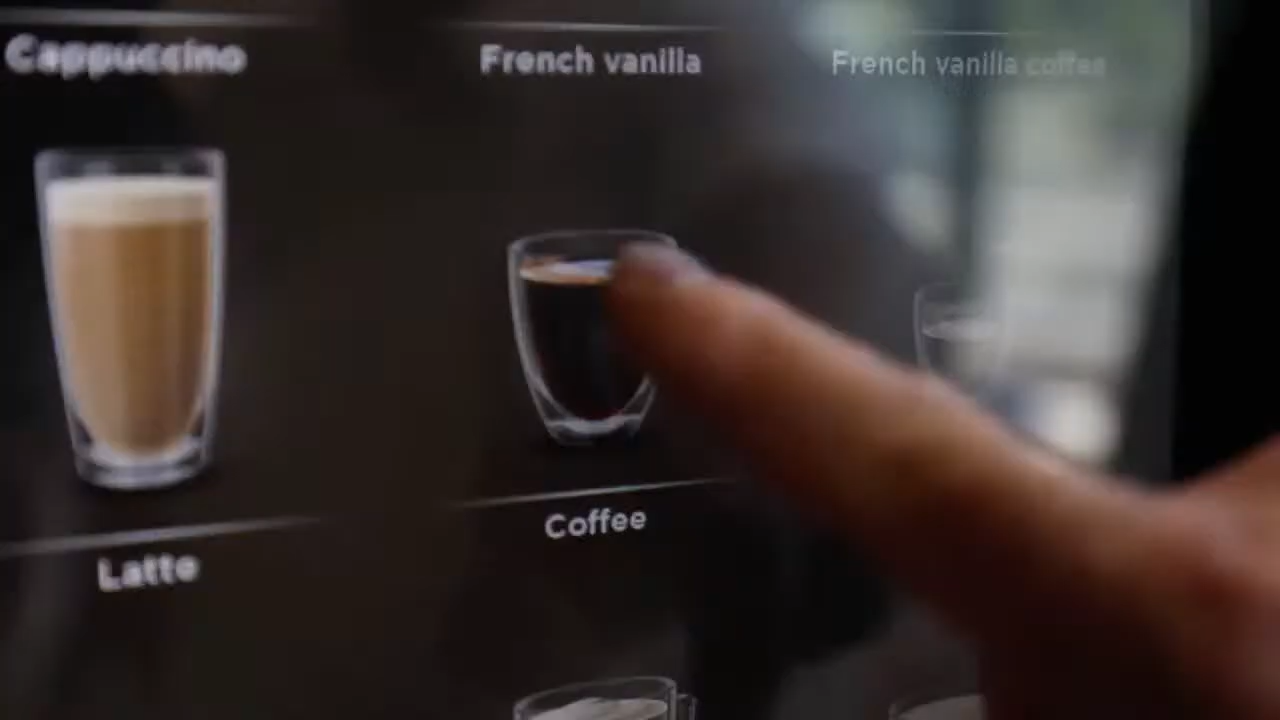 Cappuccino
French vanilla
French vanilla coffee
Latte
Coffee